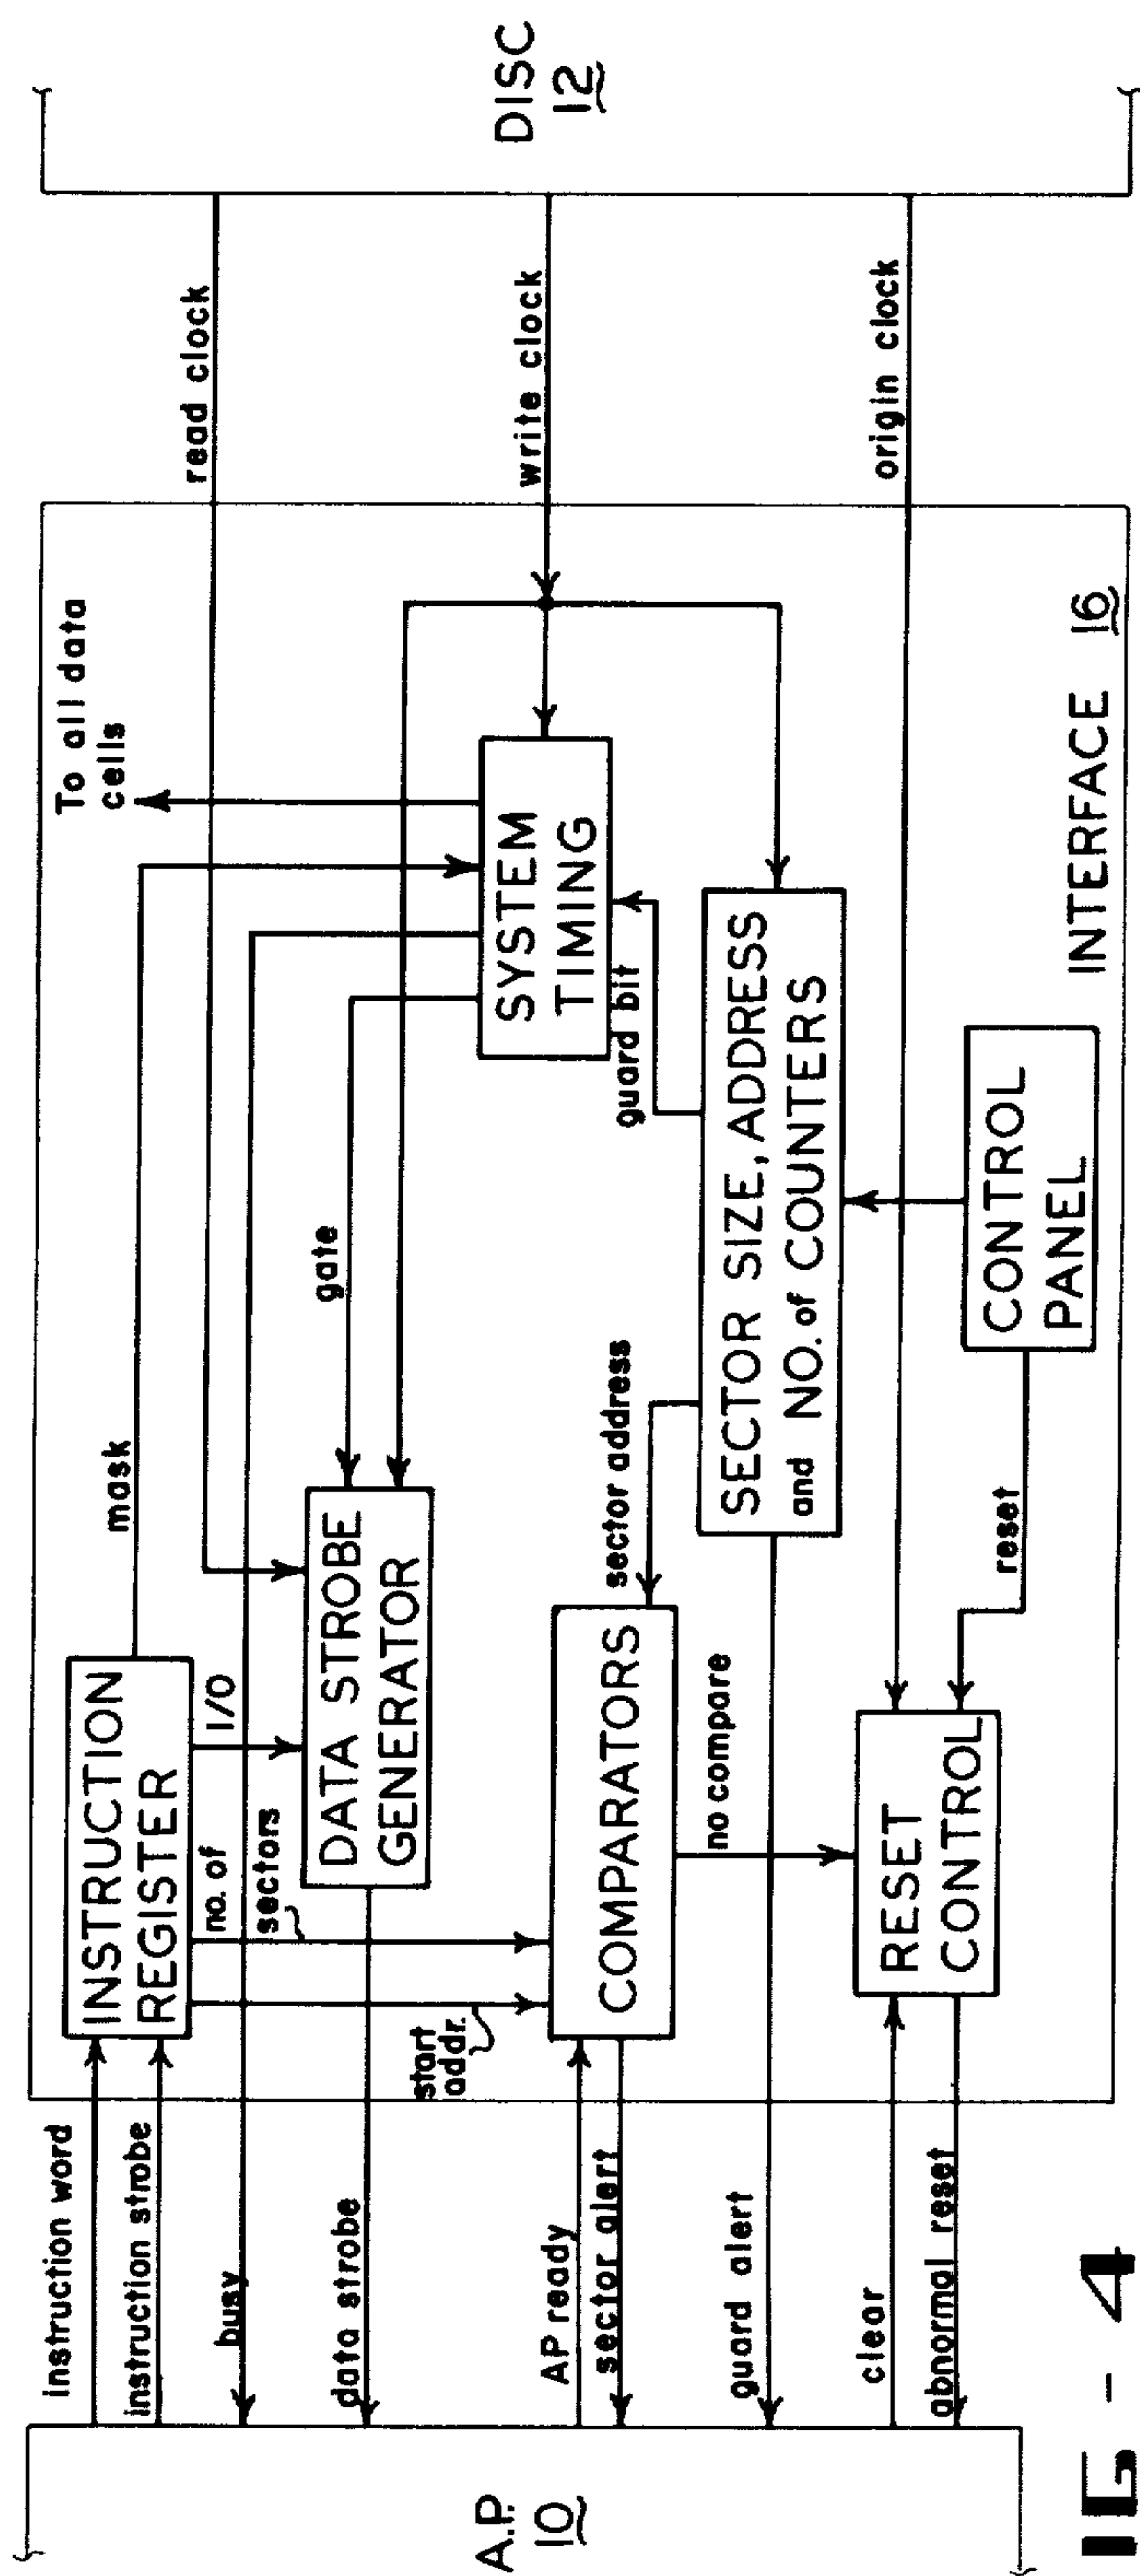 A.P.
10
instruction word
instruction strobe
busy
data strobe
AP ready
sector alert
guard alert
clear
abnormal reset
INSTRUCTION
REGISTER
mask
I/O
no. of
sectors
start
addr.
DATA STROBE
GENERATOR
gate
COMPARATORS
sector address
no compare
RESET
CONTROL
reset
To all data
cells
SYSTEM
TIMING
guard bit
SECTOR SIZE, ADDRESS
and NO. of COUNTERS
CONTROL
PANEL
INTERFACE 16
read clock
write clock
origin clock
DISC
12
IG - 4